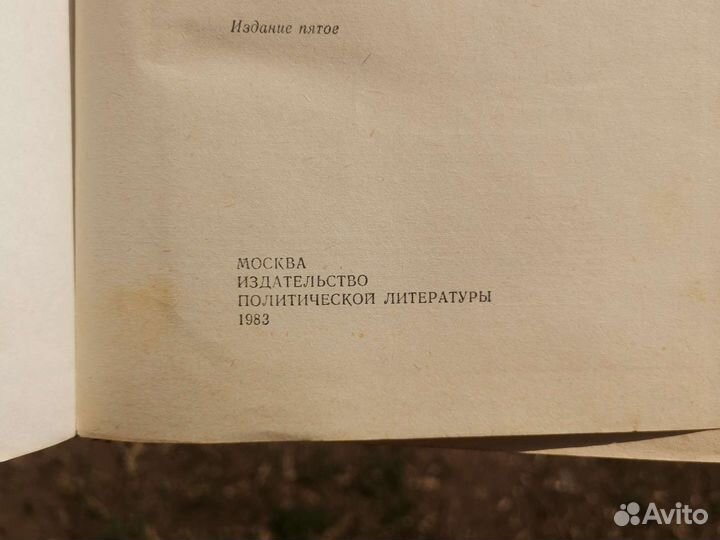 Издание пятое
МОСКВА
ИЗДАТЕЛЬСТВО
ПОЛИТИЧЕСКОЙ ЛИТЕРАТУРЫ
1983
Avito